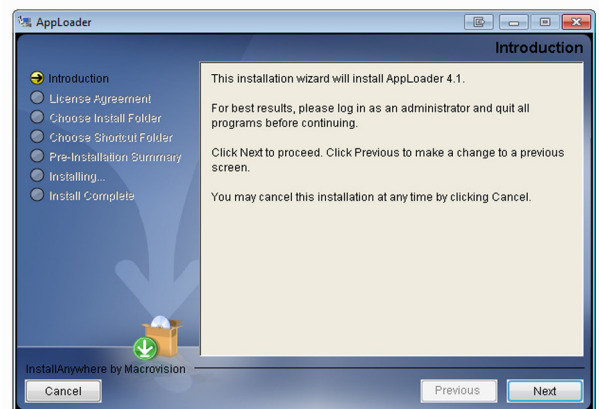 AppLoader
Introduction
Introduction
License Agreement
Choose Install Folder
Choose Shortcut Folder
Pre-Installation Summary
Installing...
Install Complete
This installation wizard will install AppLoader 4.1.
For best results, please log in as an administrator and quit all
programs before continuing.
Click Next to proceed. Click Previous to make a change to a previous
screen.
You may cancel this installation at any time by clicking Cancel.
InstallAnywhere by Macrovision
Cancel
Previous
Next